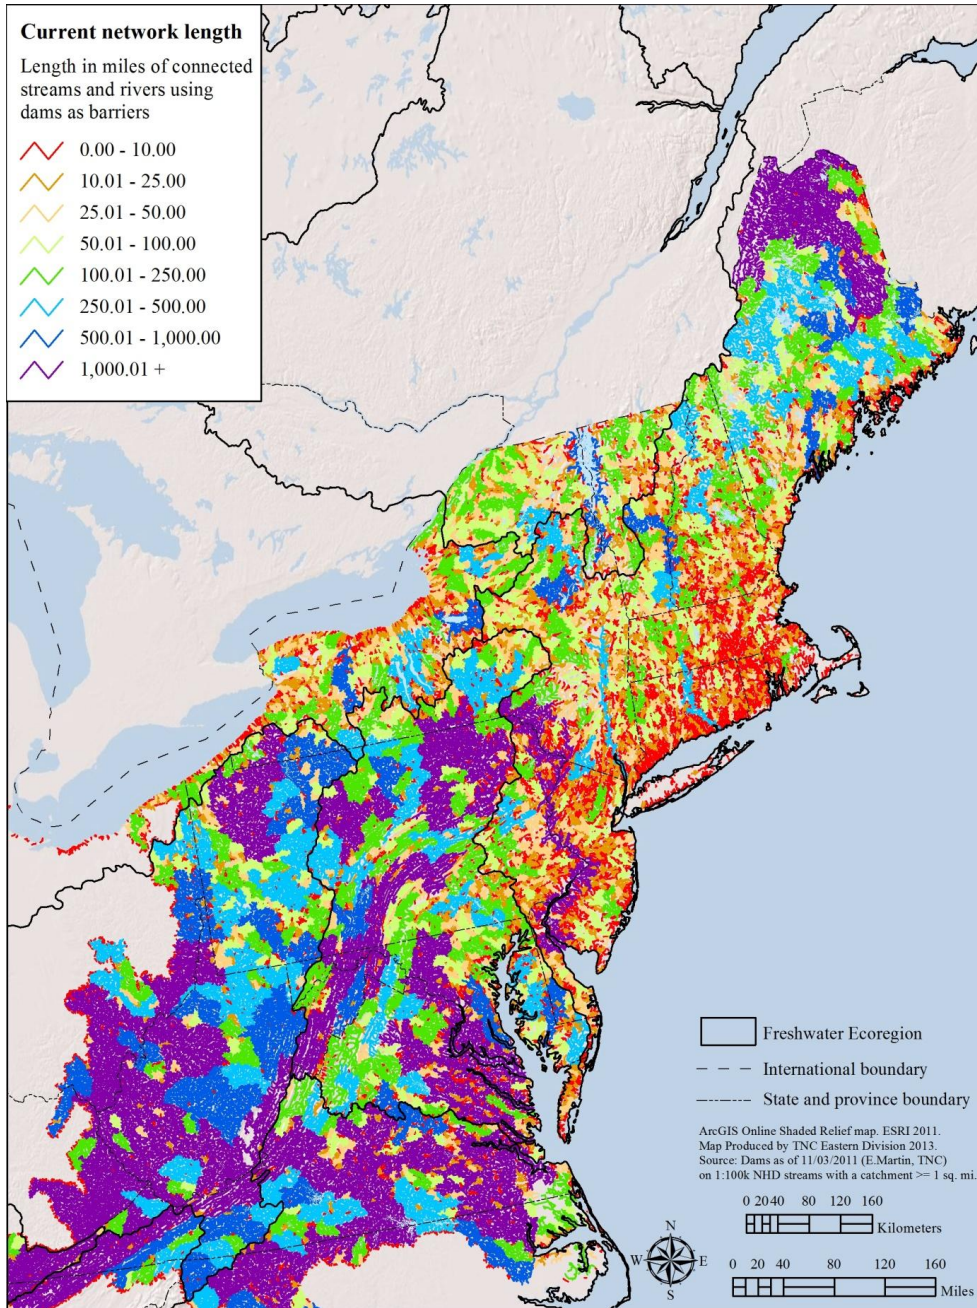 Current network length
Length in miles of connected
streams and rivers using
dams as barriers
0.00 - 10.00
10.01 - 25.00
25.01 - 50.00
50.01 - 100.00
100.01 - 250.00
250.01 - 500.00
500.01 - 1,000.00
1,000.01 +
Freshwater Ecoregion
International boundary
State and province boundary
ArcGIS Online Shaded Relief map. ESRI 2011.
Map Produced by TNC Eastern Division 2013.
Source: Dams as of 11/03/2011 (E.Martin, TNC)
on 1:100k NHD streams with a catchment >= 1 sq. mi.
0 20 40 80 120 160
Kilometers
N
W E
S
0 20 40 80 120 160
Miles